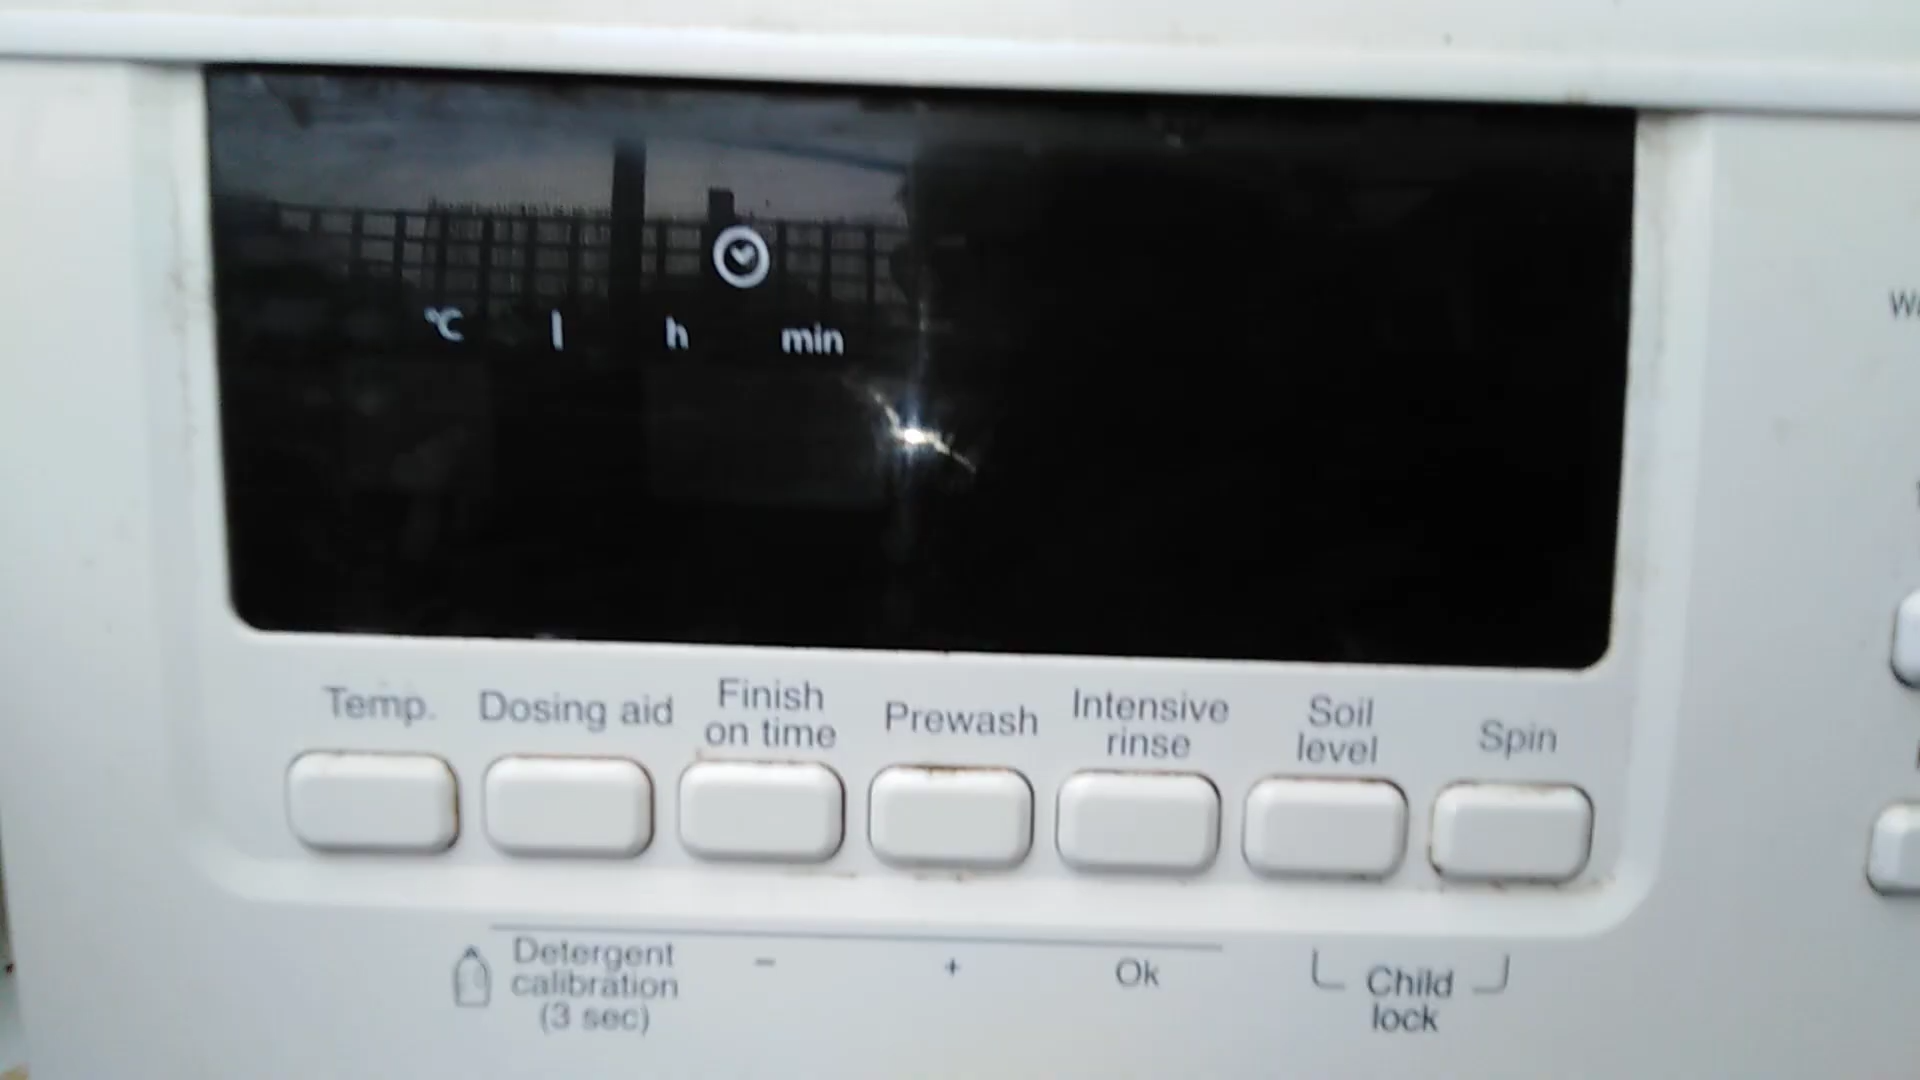 ℃ l h min
Temp. Dosing aid Finish on time Prewash Intensive rinse Soil level Spin
Detergent calibration (3 sec) – + Ok Child lock